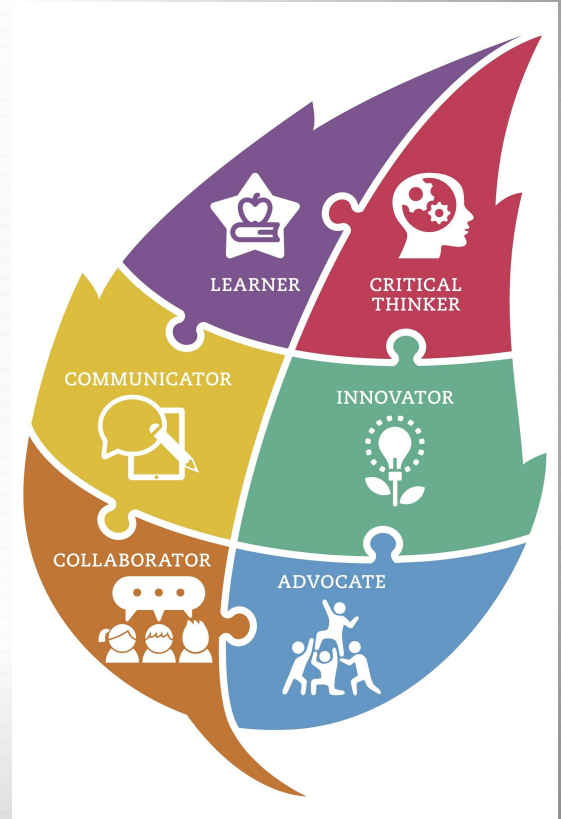 LEARNER
CRITICAL
THINKER
COMMUNICATOR
INNOVATOR
COLLABORATOR
ADVOCATE